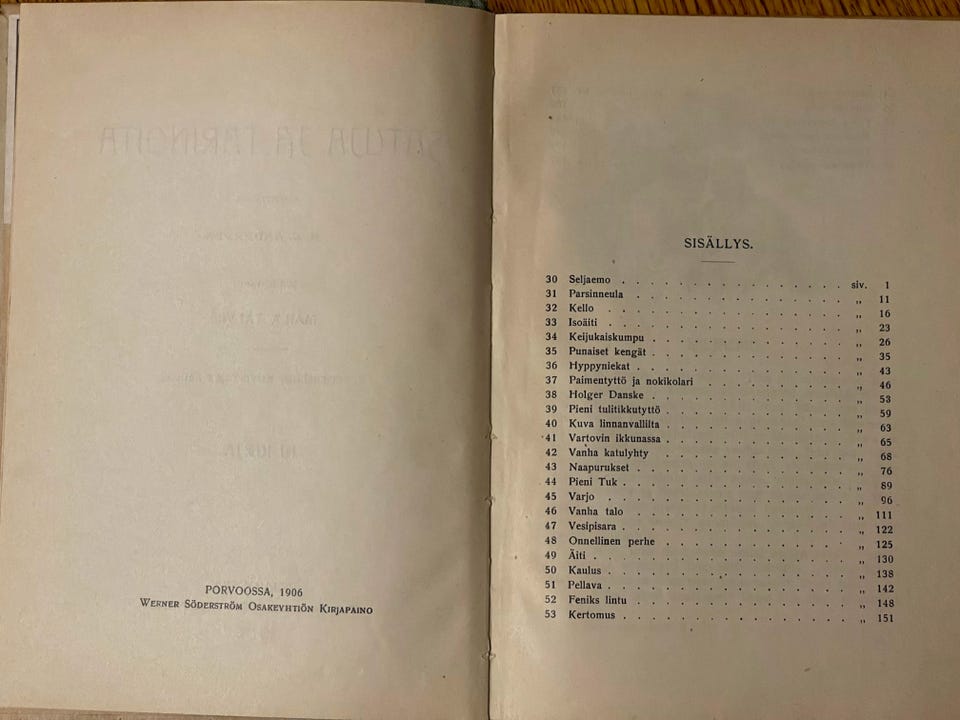 PORVOOSSA, 1906
WERNER SÖDERSTRÖM OSAKEYHTIÖN KIRJAPAINO
SISÄLLYS.
30 Seljaemo . . . . . . . . . . . . . . . . siv. 1
31 Parsinneula . . . . . . . . . . . . . . . „ 11
32 Kello . . . . . . . . . . . . . . . . . „ 16
33 Isoäiti . . . . . . . . . . . . . . . . „ 23
34 Keijukaiskumpu . . . . . . . . . . . . . „ 26
35 Punaiset kengät . . . . . . . . . . . . . „ 35
36 Hyppyniekat . . . . . . . . . . . . . . . „ 43
37 Paimentyttö ja nokikolari . . . . . . . . . . „ 46
38 Holger Danske . . . . . . . . . . . . . . „ 53
39 Pieni tulitikkutyttö . . . . . . . . . . . . „ 59
40 Kuva linnanvallilta . . . . . . . . . . . . „ 63
41 Vartovin ikkunassa . . . . . . . . . . . . „ 65
42 Vanha katulyhty . . . . . . . . . . . . . „ 68
43 Naapurukset . . . . . . . . . . . . . . . „ 76
44 Pieni Tuk . . . . . . . . . . . . . . . . „ 89
45 Varjo . . . . . . . . . . . . . . . . . „ 96
46 Vanha talo . . . . . . . . . . . . . . . „ 111
47 Vesipisara . . . . . . . . . . . . . . . . „ 122
48 Onnellinen perhe . . . . . . . . . . . . . „ 125
49 Äiti . . . . . . . . . . . . . . . . . . „ 130
50 Kaulus . . . . . . . . . . . . . . . . . „ 138
51 Pellava . . . . . . . . . . . . . . . . . „ 142
52 Feniks lintu . . . . . . . . . . . . . . . „ 148
53 Kertomus . . . . . . . . . . . . . . . . „ 151